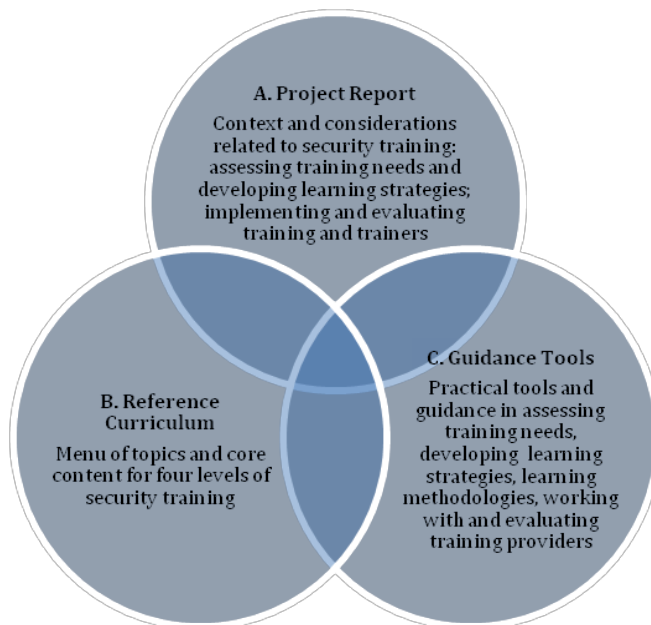 A. Project Report
Context and considerations
related to security training:
assessing training needs and
developing learning strategies;
implementing and evaluating
training and trainers
B. Reference
Curriculum
Menu of topics and core
content for four levels of
security training
C. Guidance Tools
Practical tools and
guidance in assessing
training needs,
developing learning
strategies, learning
methodologies, working
with and evaluating
training providers